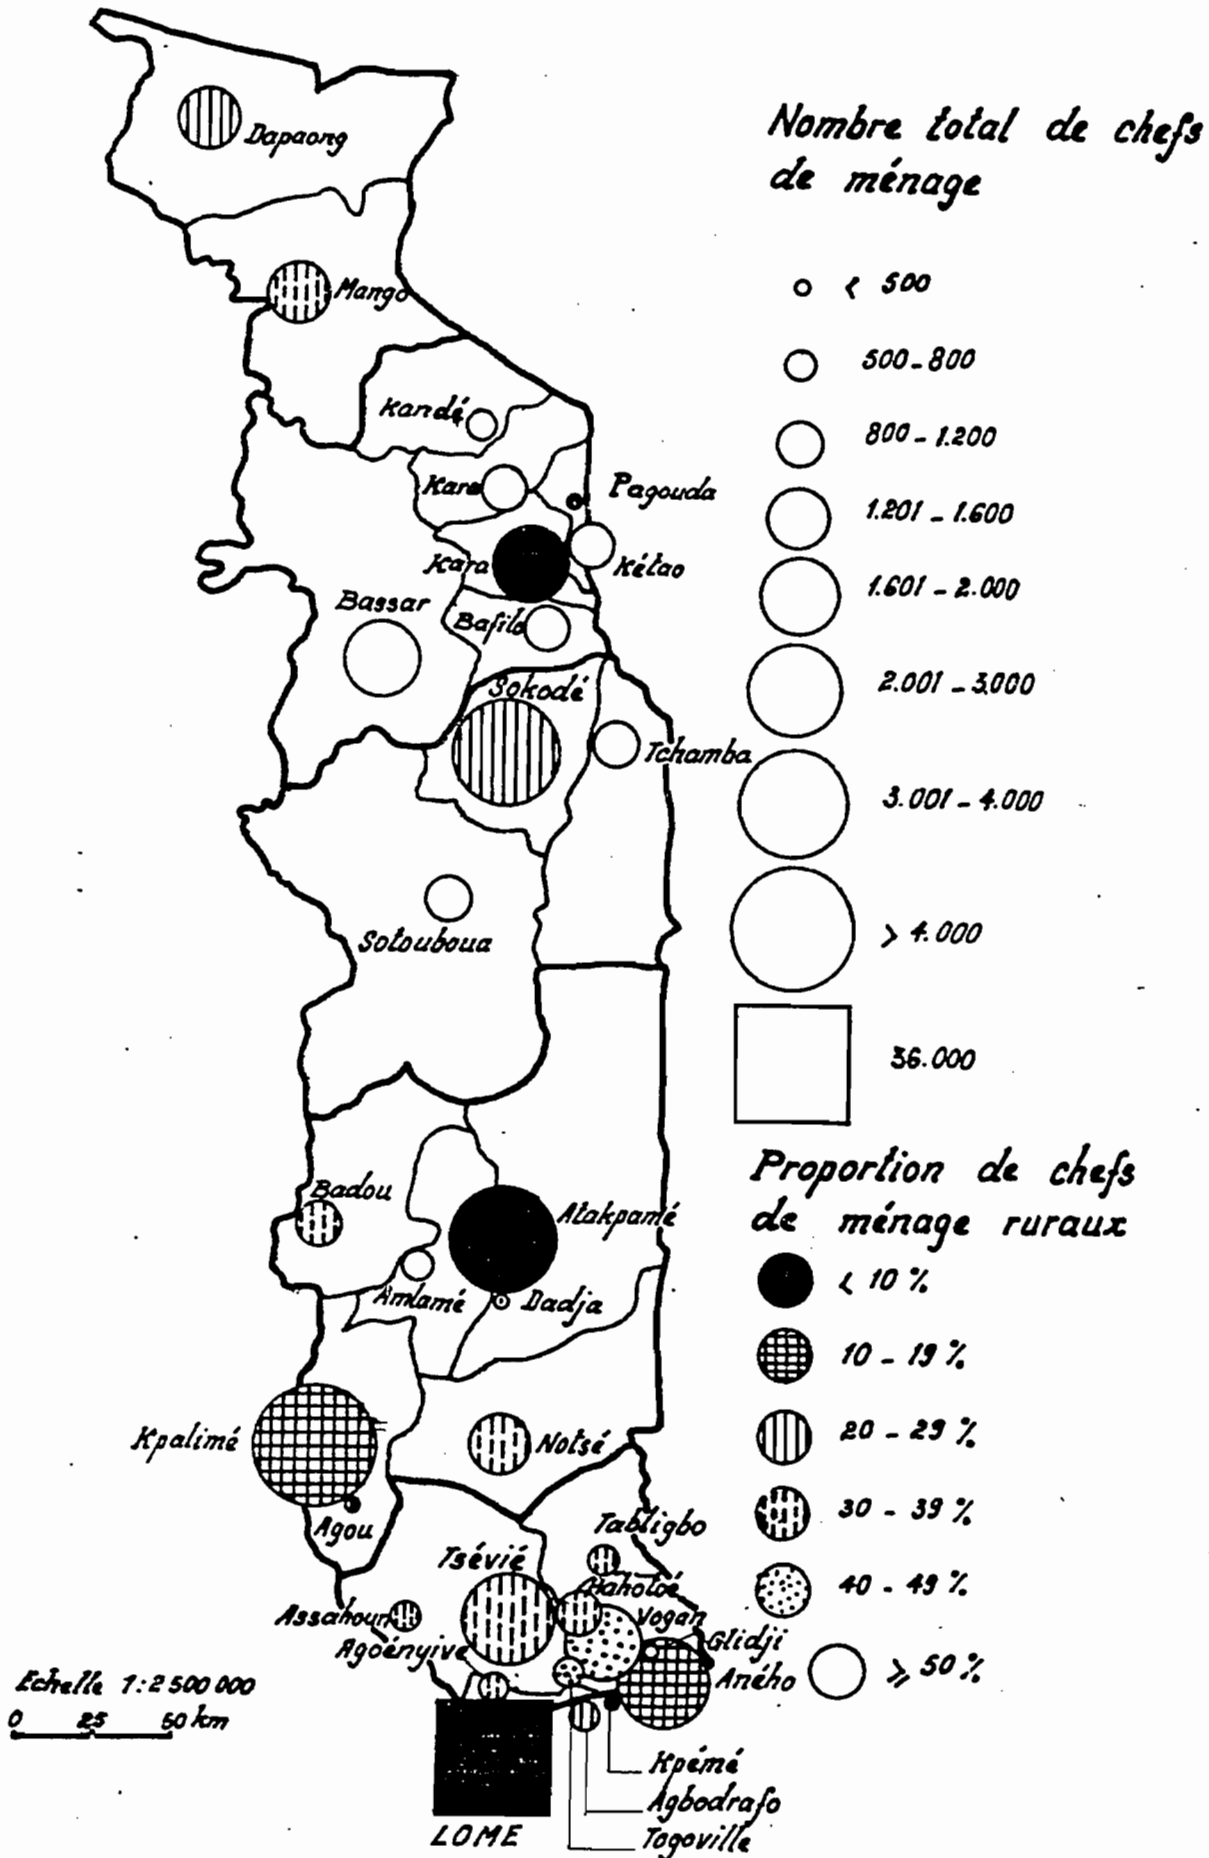 Nombre total de chefs
de ménage
< 500
500 - 800
800 - 1.200
1.201 - 1.600
1.601 - 2.000
2.001 - 3.000
3.001 - 4.000
> 4.000
36.000
Proportion de chefs
de ménage ruraux
< 10 %
10 - 19 %
20 - 29 %
30 - 39 %
40 - 49 %
⩾ 50 %
Dapaong
Mango
Kandé
Kara
Pagouda
Kara
Kétao
Bassar
Bafilo
Sokodé
Tchamba
Sotouboua
Badou
Atakpamé
Amlamé
Dadja
Kpalimé
Notsé
Agou
Tabligbo
Tsévié
Ahahotoé
Vogan
Assahoun
Glidji
Agoényive
Aného
Echelle 1:2 500 000
0 25 50 km
Kpémé
Agbodrafo
Togoville
LOME